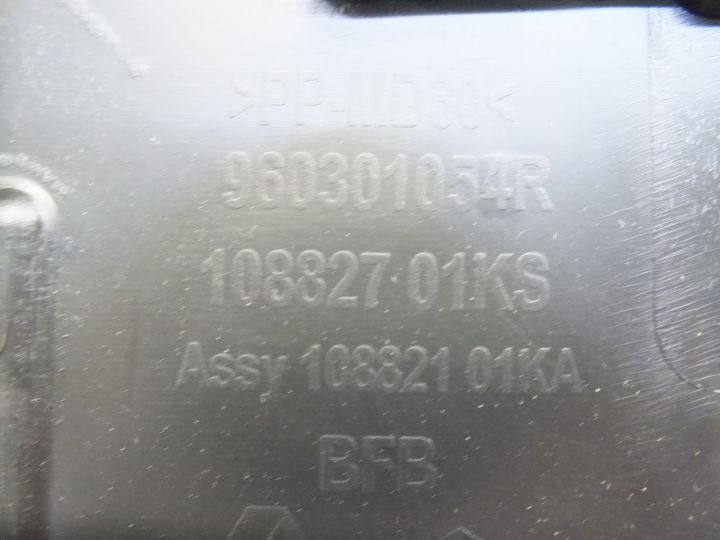 >PP-MD30<
960301054R
108827 01KS
Assy 108821 01KA
BFB